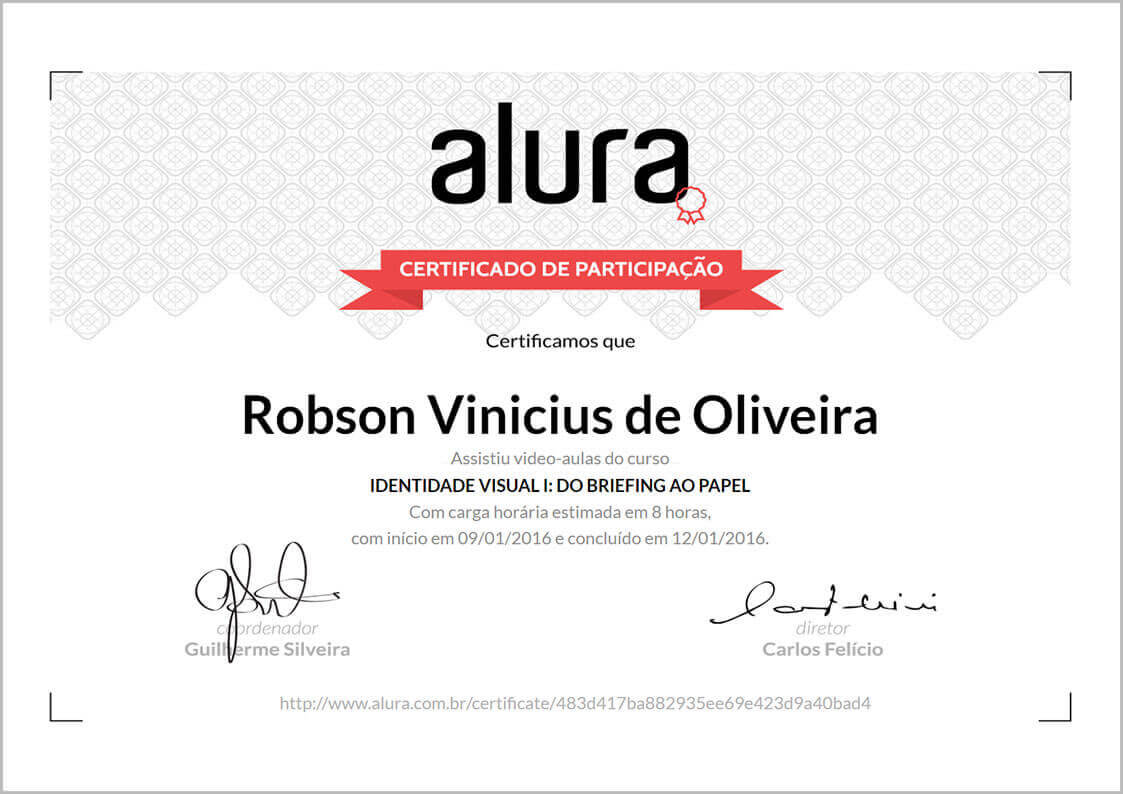 alura
CERTIFICADO DE PARTICIPAÇÃO
Certificamos que
Robson Vinicius de Oliveira
Assistiu video-aulas do curso
IDENTIDADE VISUAL I: DO BRIEFING AO PAPEL
Com carga horária estimada em 8 horas,
com início em 09/01/2016 e concluído em 12/01/2016.
coordenador
Guilherme Silveira
diretor
Carlos Felício
http://www.alura.com.br/certificate/483d417ba882935ee69e423d9a40bad4